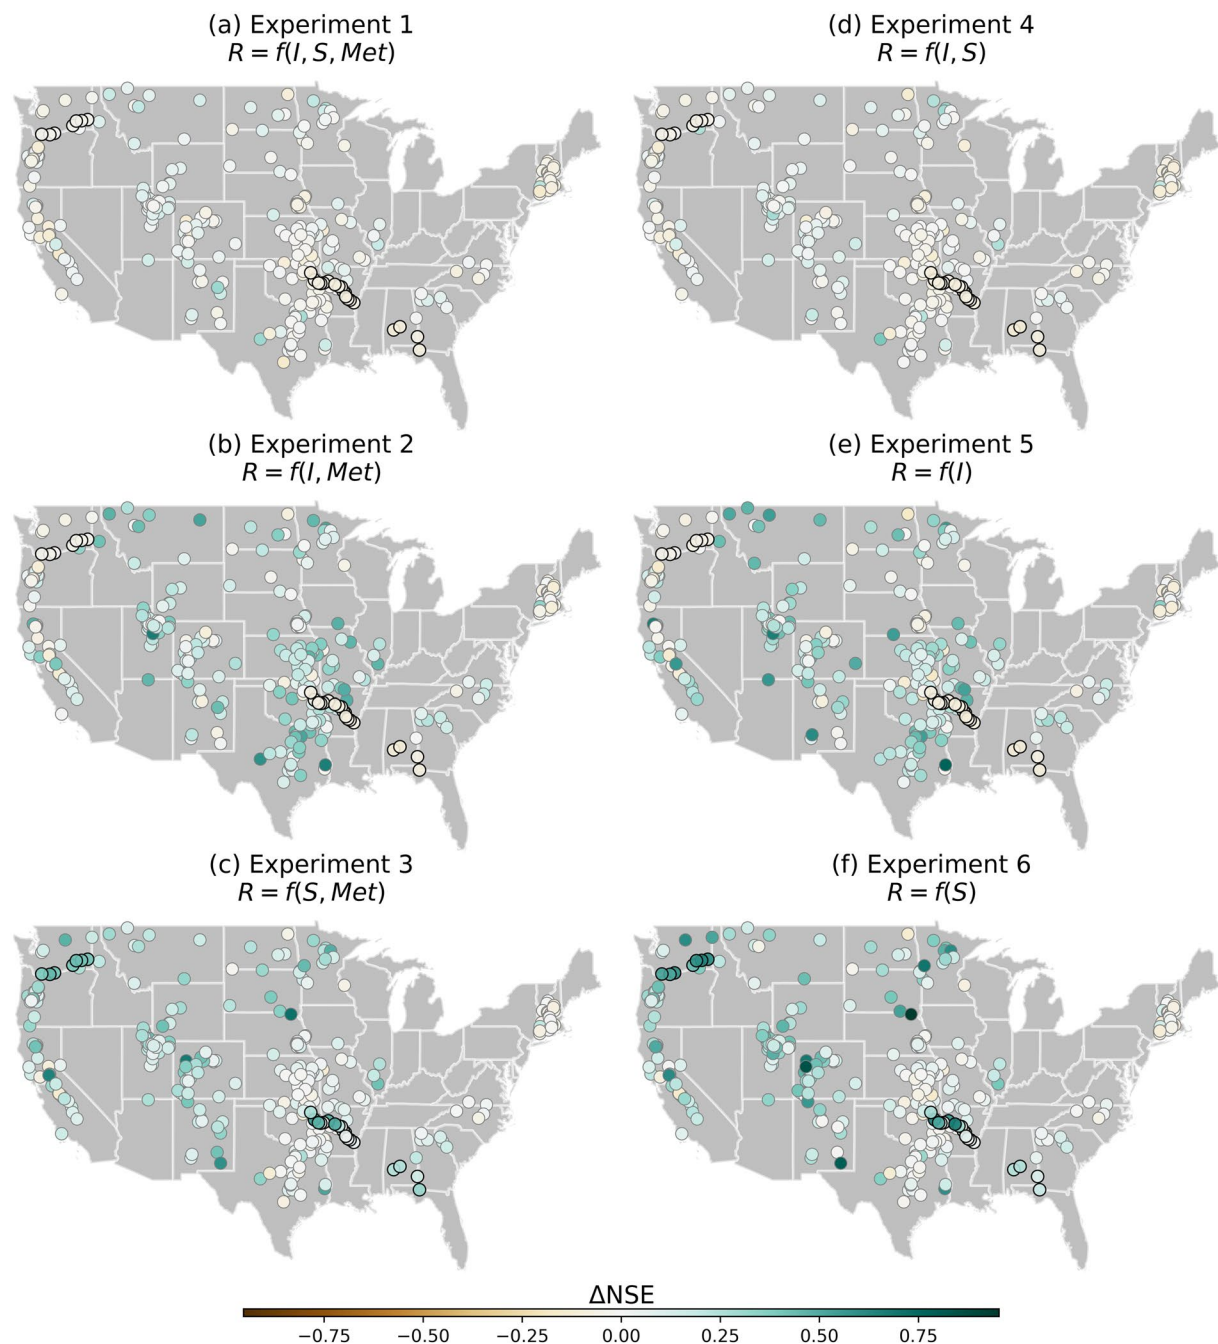 (a) Experiment 1
R = f(I, S, Met)
(d) Experiment 4
R = f(I, S)
(b) Experiment 2
R = f(I, Met)
(e) Experiment 5
R = f(I)
(c) Experiment 3
R = f(S, Met)
(f) Experiment 6
R = f(S)
ΔNSE
−0.75 −0.50 −0.25 0.00 0.25 0.50 0.75